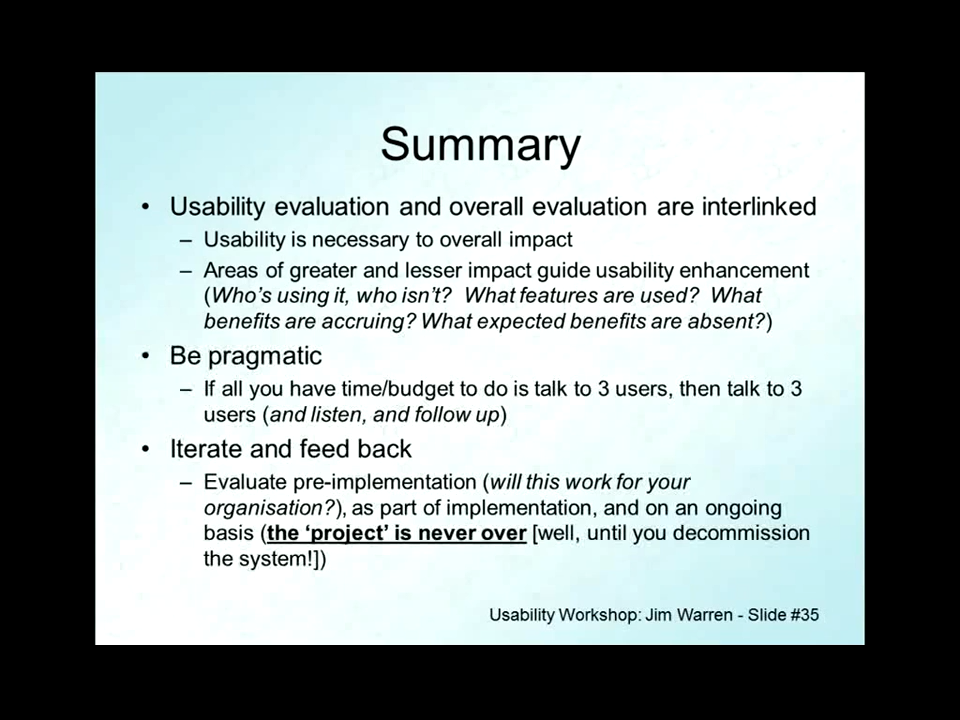 Summary
• Usability evaluation and overall evaluation are interlinked
– Usability is necessary to overall impact
– Areas of greater and lesser impact guide usability enhancement
(Who's using it, who isn't?  What features are used?  What
benefits are accruing? What expected benefits are absent?)
• Be pragmatic
– If all you have time/budget to do is talk to 3 users, then talk to 3
users (and listen, and follow up)
• Iterate and feed back
– Evaluate pre-implementation (will this work for your
organisation?), as part of implementation, and on an ongoing
basis (the ‘project’ is never over [well, until you decommission
the system!])
Usability Workshop: Jim Warren - Slide #35